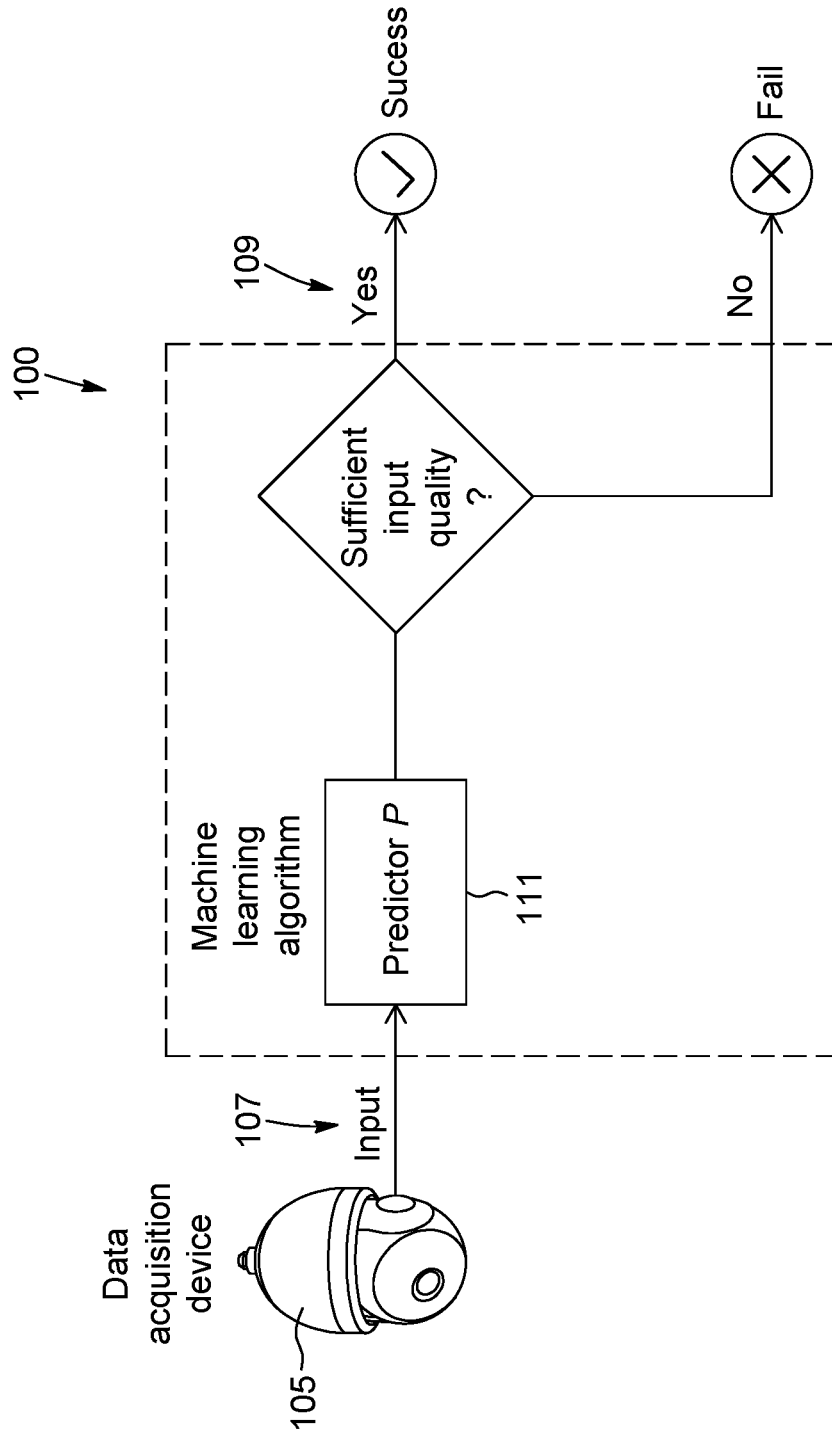 100
Data
acquisition
device
105
107
Input
Machine
learning
algorithm
Predictor P
111
Sufficient
input
quality
?
109
Yes
Sucess
No
Fail